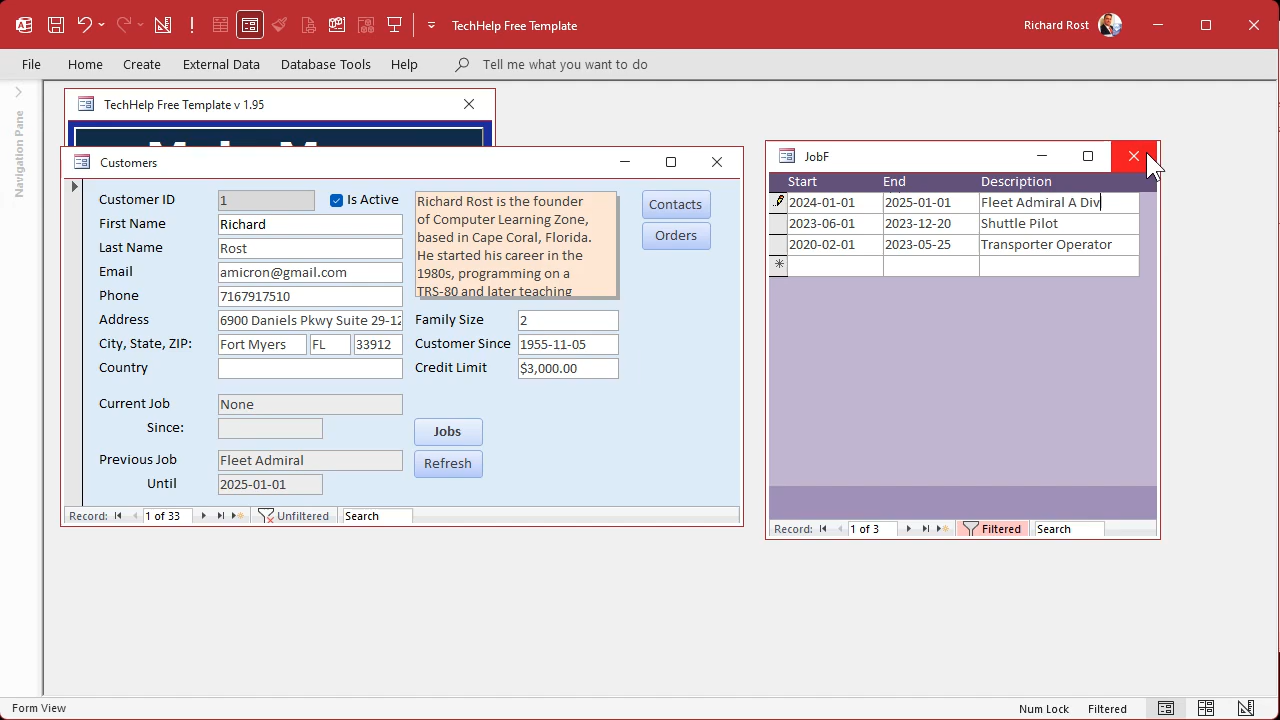 TechHelp Free Template
Richard Rost
File
Home
Create
External Data
Database Tools
Help
Tell me what you want to do
Navigation Pane
TechHelp Free Template v 1.95
Customers
Customer ID
1
Is Active
First Name
Richard
Last Name
Rost
Email
amicron@gmail.com
Phone
7167917510
Address
6900 Daniels Pkwy Suite 29-12
City, State, ZIP:
Fort Myers
FL
33912
Country
Current Job
None
Since:
Previous Job
Fleet Admiral
Until
2025-01-01
Richard Rost is the founder
of Computer Learning Zone,
based in Cape Coral, Florida.
He started his career in the
1980s, programming on a
TRS-80 and later teaching
Family Size
2
Customer Since
1955-11-05
Credit Limit
$3,000.00
Jobs
Refresh
Contacts
Orders
Record:
1 of 33
Unfiltered
Search
JobF
Start End Description
2024-01-01 2025-01-01 Fleet Admiral A Div
2023-06-01 2023-12-20 Shuttle Pilot
2020-02-01 2023-05-25 Transporter Operator
Record:
1 of 3
Filtered
Search
Form View
Num Lock
Filtered